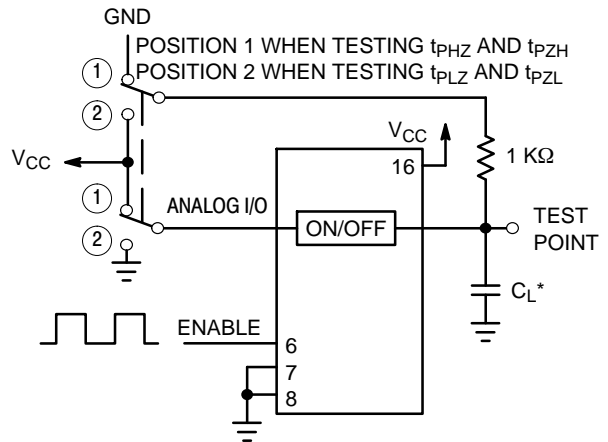 GND
POSITION 1 WHEN TESTING tPHZ AND tPZH
1
POSITION 2 WHEN TESTING tPLZ AND tPZL
2
VCC
16
1 KΩ
VCC
1
ANALOG I/O
ON/OFF
TEST
POINT
2
CL*
ENABLE
6
7
8